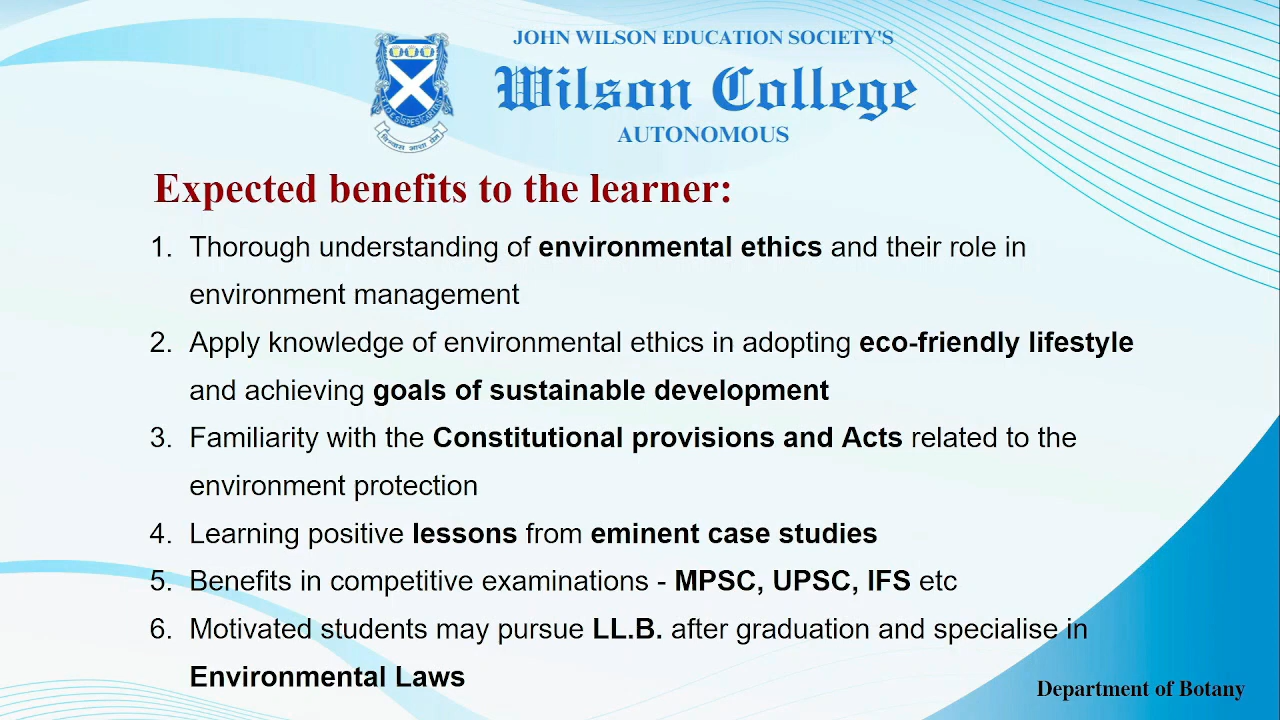 JOHN WILSON EDUCATION SOCIETY'S
Wilson College
AUTONOMOUS
Expected benefits to the learner:
1. Thorough understanding of environmental ethics and their role in
environment management
2. Apply knowledge of environmental ethics in adopting eco-friendly lifestyle
and achieving goals of sustainable development
3. Familiarity with the Constitutional provisions and Acts related to the
environment protection
4. Learning positive lessons from eminent case studies
5. Benefits in competitive examinations - MPSC, UPSC, IFS etc
6. Motivated students may pursue LL.B. after graduation and specialise in
Environmental Laws
Department of Botany